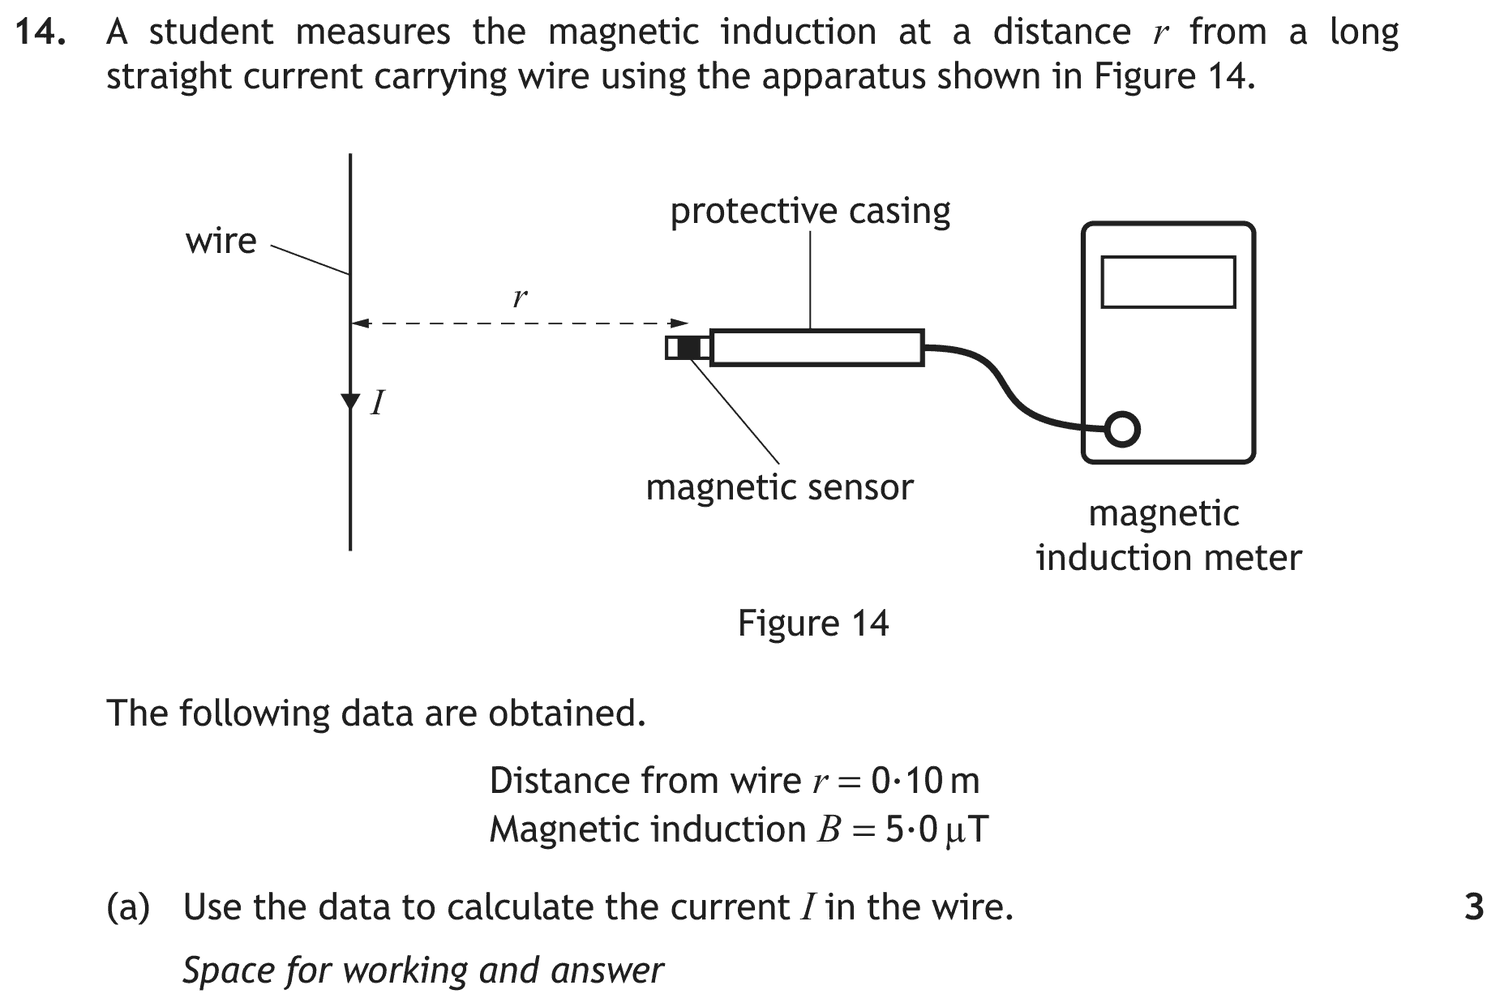 14. A student measures the magnetic induction at a distance r from a long
straight current carrying wire using the apparatus shown in Figure 14.
protective casing
wire
r
I
magnetic sensor
magnetic
induction meter
Figure 14
The following data are obtained.
Distance from wire r = 0·10 m
Magnetic induction B = 5·0 μT
(a) Use the data to calculate the current I in the wire. 3
Space for working and answer